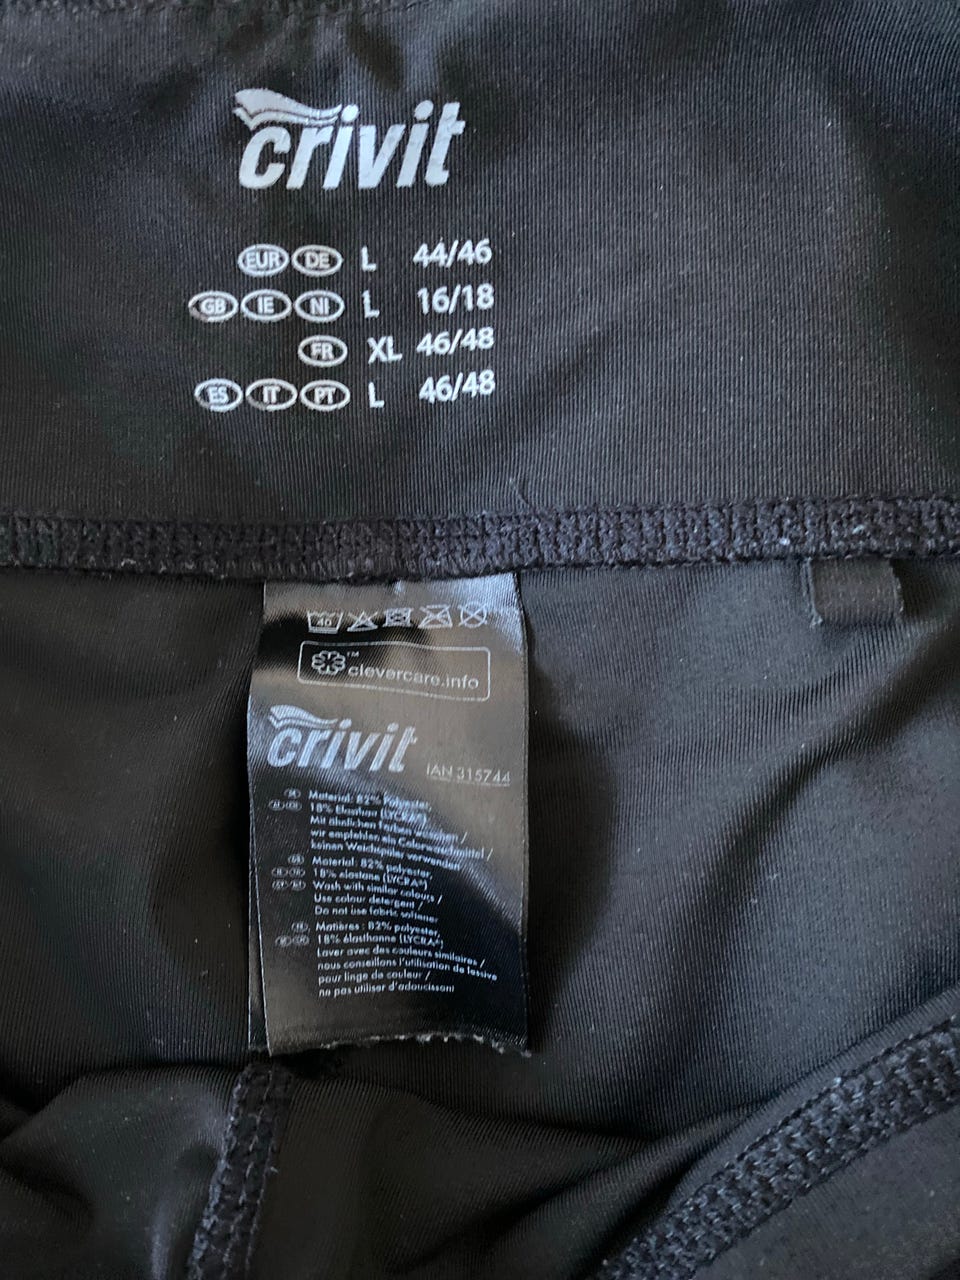 crivit
EUR DE L 44/46
GB IE NI L 16/18
FR XL 46/48
ES IT PT L 46/48
40
™ clevercare.info
crivit
IAN 315744
Material: 82% Polyester,
18% Elasthan (LYCRA®)
Mit ähnlichen Farben waschen /
wir empfehlen ein Colorwaschmittel /
keinen Weichspüler verwenden
GB Material: 82% polyester,
18% elastane (LYCRA®)
Wash with similar colours /
Use colour detergent /
Do not use fabric softener
Matières : 82% polyester,
18% élasthanne (LYCRA®)
Laver avec des couleurs similaires /
nous conseillons l'utilisation de lessive
pour linge de couleur /
ne pas utiliser d'adoucissant